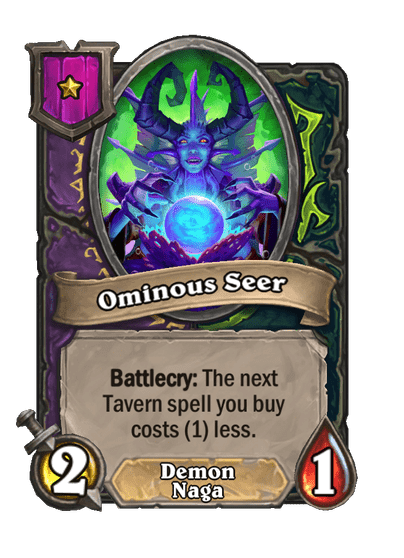 Ominous Seer
Battlecry: The next
Tavern spell you buy
costs (1) less.
2
Demon
Naga
1